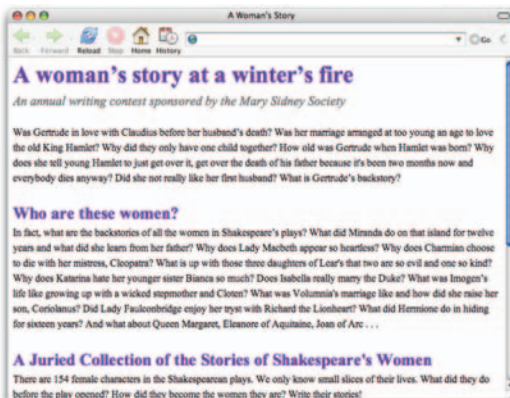 A Woman's Story
Back Forward Reload Stop Home History
Go
A woman's story at a winter's fire
An annual writing contest sponsored by the Mary Sidney Society
Was Gertrude in love with Claudius before her husband's death? Was her marriage arranged at too young an age to love
the old King Hamlet? Why did they only have one child together? How old was Gertrude when Hamlet was born? Why
does she tell young Hamlet to just get over it, get over the death of his father because it's been two months now and
everybody dies anyway? Did she not really like her first husband? What is Gertrude's backstory?
Who are these women?
In fact, what are the backstories of all the women in Shakespeare's plays? What did Miranda do on that island for twelve
years and what did she learn from her father? Why does Lady Macbeth appear so heartless? Why does Charmian choose
to die with her mistress, Cleopatra? What is up with those three daughters of Lear's that two are so evil and one so kind?
Why does Katarina hate her younger sister Bianca so much? Does Isabella really marry the Duke? What was Imogen's
life like growing up with a wicked stepmother and Cloten? What was Volumnia's marriage like and how did she raise her
son, Coriolanus? Did Lady Faulconbridge enjoy her tryst with Richard the Lionheart? What did Hermione do in hiding
for sixteen years? And what about Queen Margaret, Eleanore of Aquitaine, Joan of Arc . . .
A Juried Collection of the Stories of Shakespeare's Women
There are 154 female characters in the Shakespearean plays. We only know small slices of their lives. What did they do
before the play opened? How did they become the women they are? Write their stories!